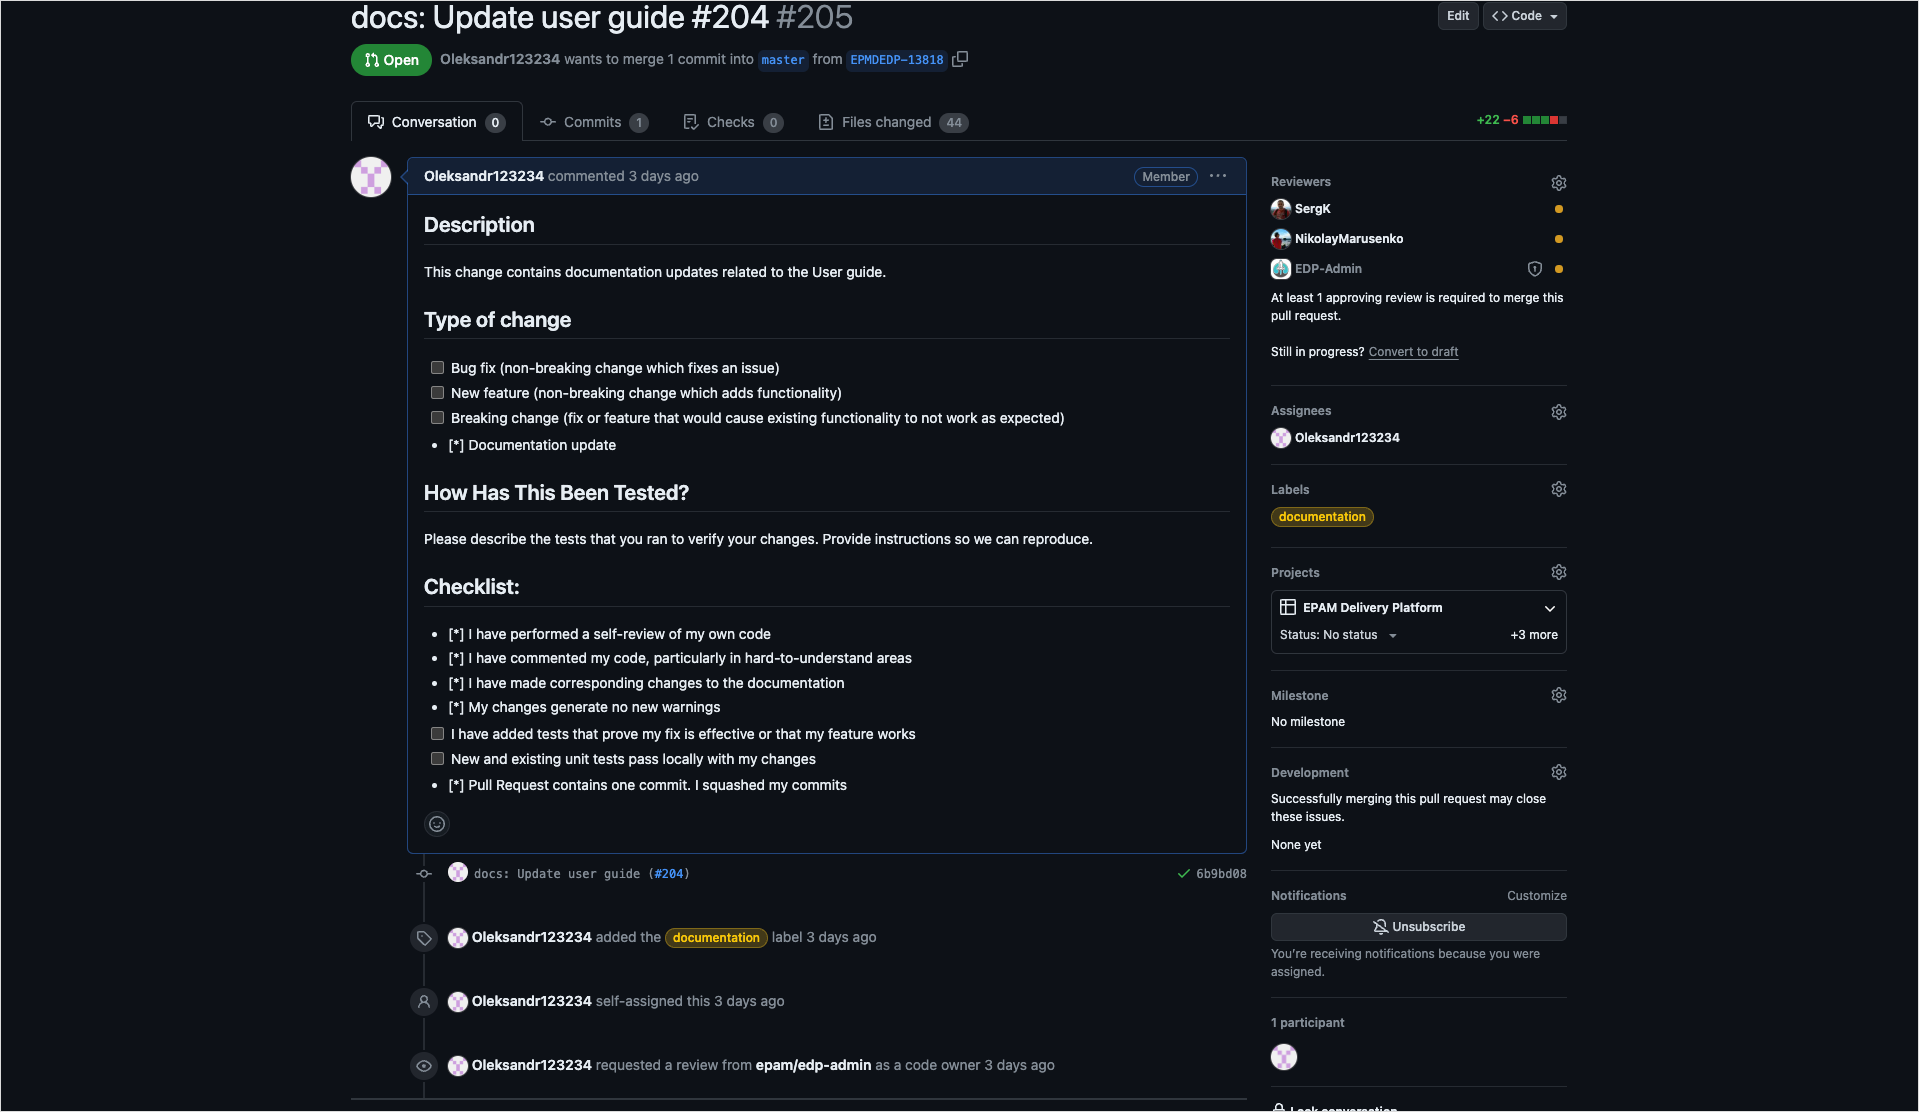 docs: Update user guide #204 #205
Edit
Code
Open
Oleksandr123234 wants to merge 1 commit into master from EPMDEDP-13818
Conversation 0
Commits 1
Checks 0
Files changed 44
+22 −6
Oleksandr123234 commented 3 days ago
Member
Description
This change contains documentation updates related to the User guide.
Type of change
Bug fix (non-breaking change which fixes an issue)
New feature (non-breaking change which adds functionality)
Breaking change (fix or feature that would cause existing functionality to not work as expected)
• [*] Documentation update
How Has This Been Tested?
Please describe the tests that you ran to verify your changes. Provide instructions so we can reproduce.
Checklist:
• [*] I have performed a self-review of my own code
• [*] I have commented my code, particularly in hard-to-understand areas
• [*] I have made corresponding changes to the documentation
• [*] My changes generate no new warnings
I have added tests that prove my fix is effective or that my feature works
New and existing unit tests pass locally with my changes
• [*] Pull Request contains one commit. I squashed my commits
docs: Update user guide (#204)
6b9bd08
Oleksandr123234 added the documentation label 3 days ago
Oleksandr123234 self-assigned this 3 days ago
Oleksandr123234 requested a review from epam/edp-admin as a code owner 3 days ago
Reviewers
SergK
NikolayMarusenko
EDP-Admin
At least 1 approving review is required to merge this
pull request.
Still in progress? Convert to draft
Assignees
Oleksandr123234
Labels
documentation
Projects
EPAM Delivery Platform
Status: No status
+3 more
Milestone
No milestone
Development
Successfully merging this pull request may close
these issues.
None yet
Notifications
Customize
Unsubscribe
You're receiving notifications because you were
assigned.
1 participant
Lock conversation